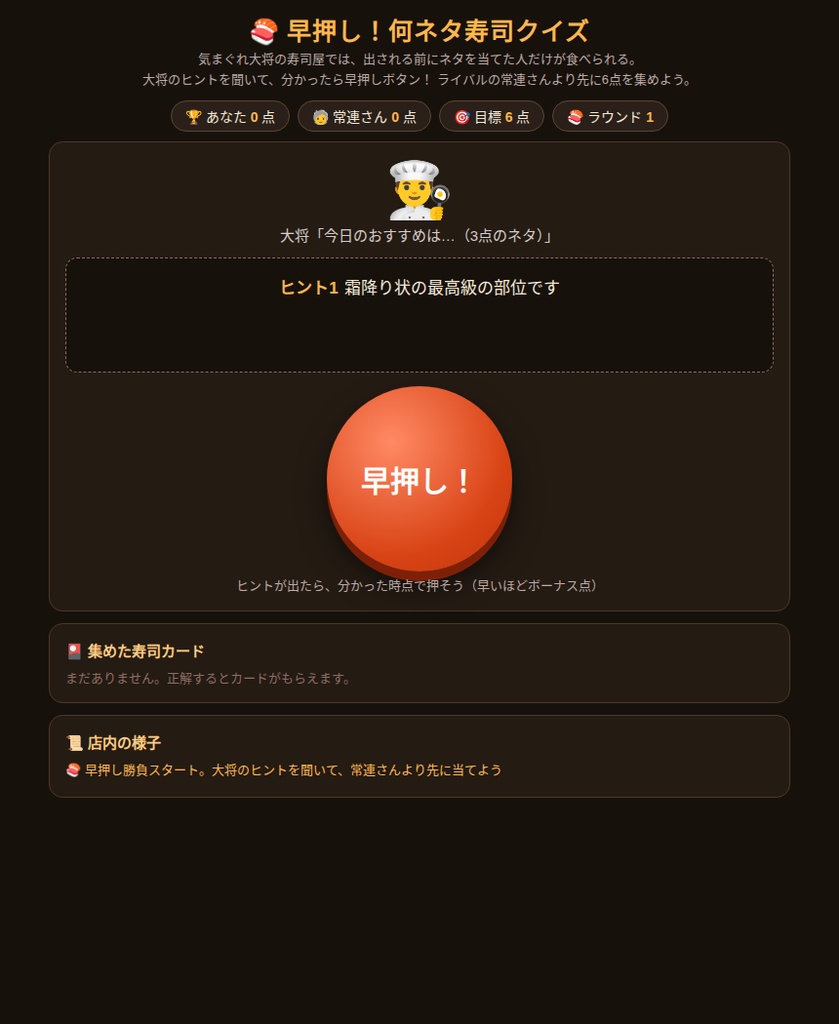 早押し！何ネタ寿司クイズ
気まぐれ大将の寿司屋では、出される前にネタを当てた人だけが食べられる。
大将のヒントを聞いて、分かったら早押しボタン！ ライバルの常連さんより先に6点を集めよう。
あなた 0 点
常連さん 0 点
目標 6 点
ラウンド 1
大将「今日のおすすめは…（3点のネタ）」
ヒント1 霜降り状の最高級の部位です
早押し！
ヒントが出たら、分かった時点で押そう（早いほどボーナス点）
集めた寿司カード
まだありません。正解するとカードがもらえます。
店内の様子
早押し勝負スタート。大将のヒントを聞いて、常連さんより先に当てよう